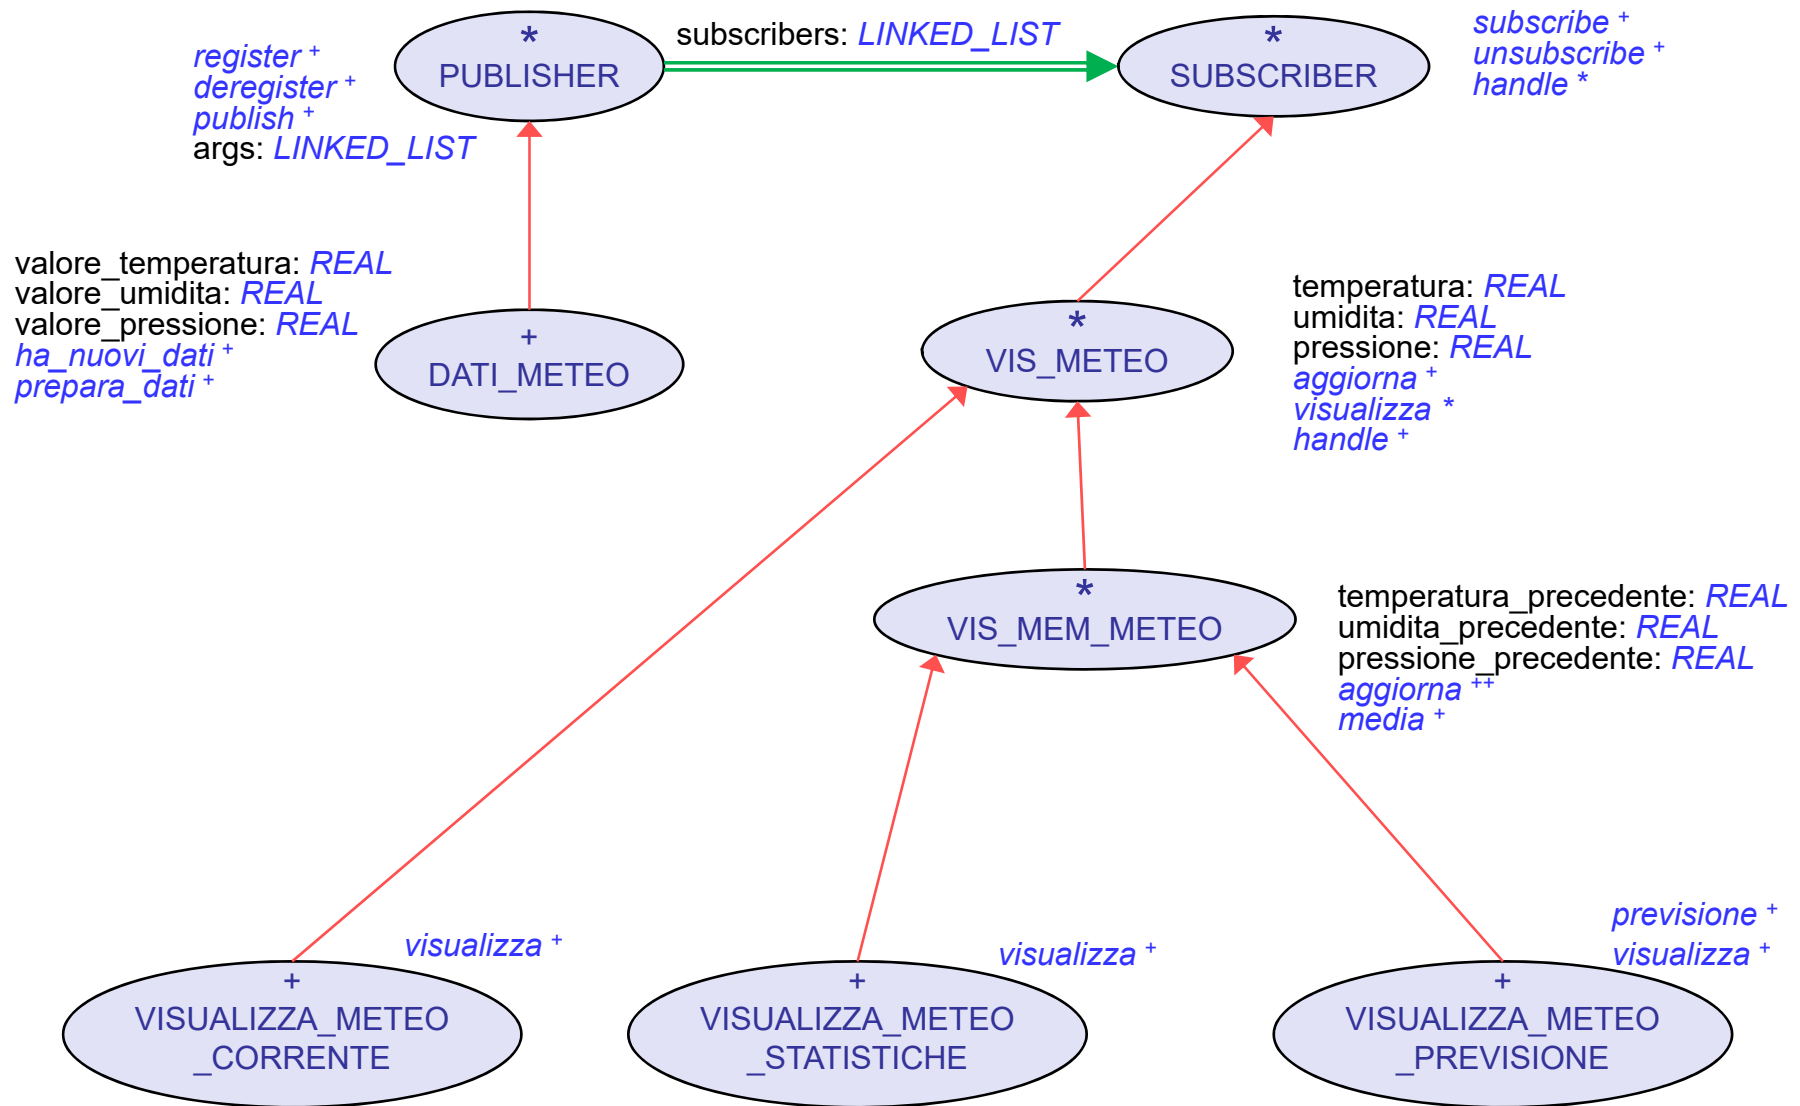 *
PUBLISHER
subscribers: LINKED_LIST
*
SUBSCRIBER
subscribe +
unsubscribe +
handle *
register +
deregister +
publish +
args: LINKED_LIST
valore_temperatura: REAL
valore_umidita: REAL
valore_pressione: REAL
ha_nuovi_dati +
prepara_dati +
+
DATI_METEO
*
VIS_METEO
temperatura: REAL
umidita: REAL
pressione: REAL
aggiorna +
visualizza *
handle +
*
VIS_MEM_METEO
temperatura_precedente: REAL
umidita_precedente: REAL
pressione_precedente: REAL
aggiorna ++
media +
visualizza +
+
VISUALIZZA_METEO
_CORRENTE
visualizza +
+
VISUALIZZA_METEO
_STATISTICHE
previsione +
visualizza +
+
VISUALIZZA_METEO
_PREVISIONE